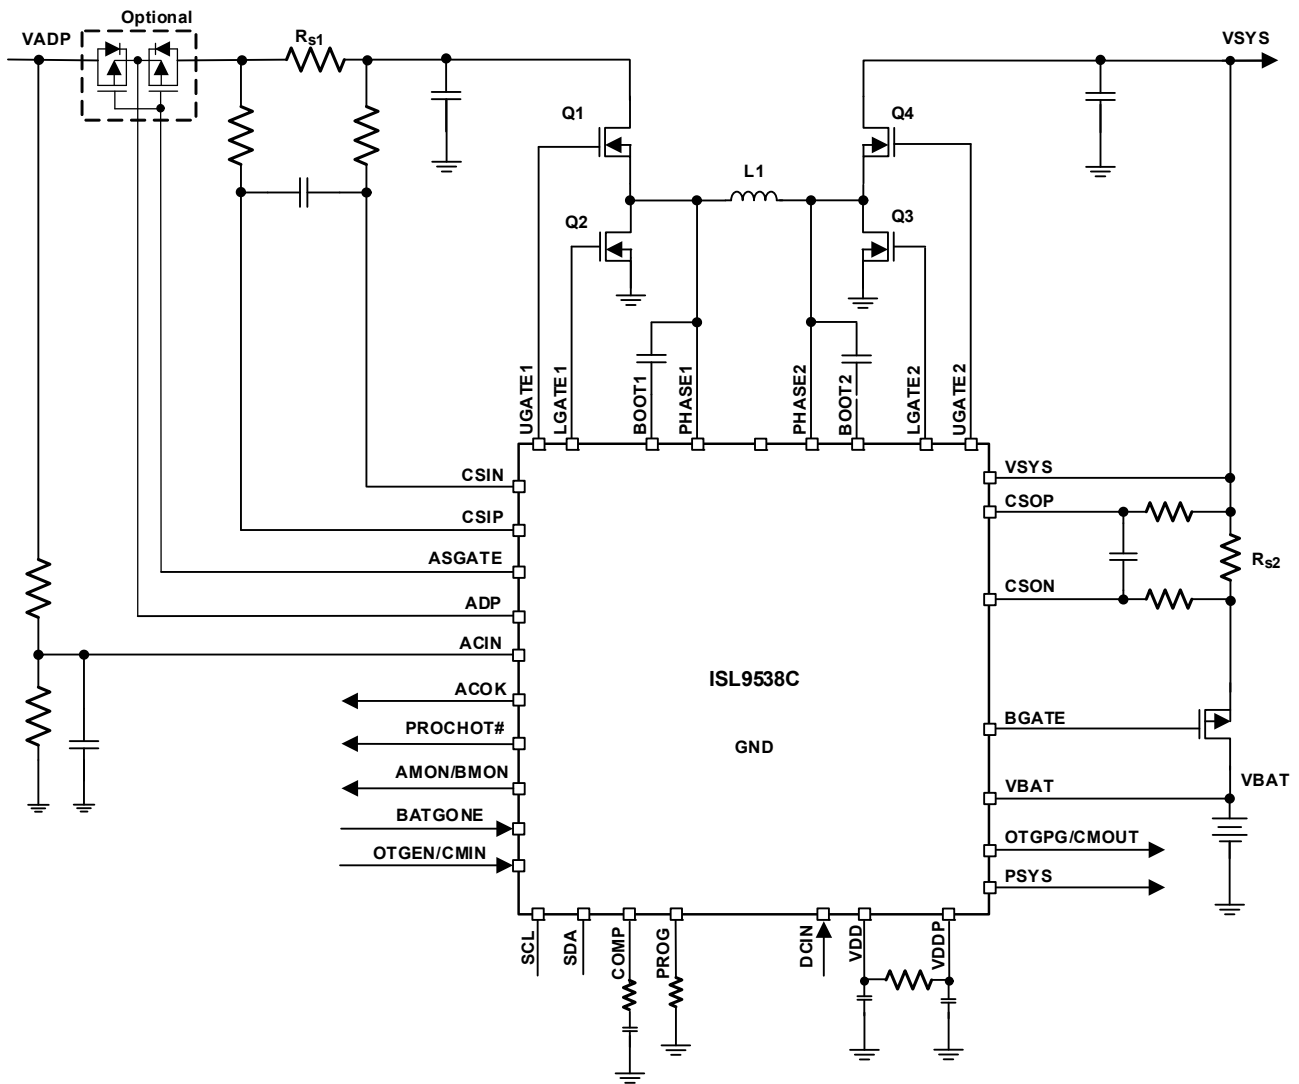 Optional
VADP
Rs1
VSYS
Q1
Q4
L1
Q2
Q3
UGATE1
LGATE1
BOOT1
PHASE1
PHASE2
BOOT2
LGATE2
UGATE2
CSIN
CSIP
ASGATE
ADP
ACIN
ACOK
PROCHOT#
AMON/BMON
BATGONE
OTGEN/CMIN
ISL9538C
GND
VSYS
CSOP
Rs2
CSON
BGATE
VBAT
VBAT
OTGPG/CMOUT
PSYS
SCL
SDA
COMP
PROG
DCIN
VDD
VDDP